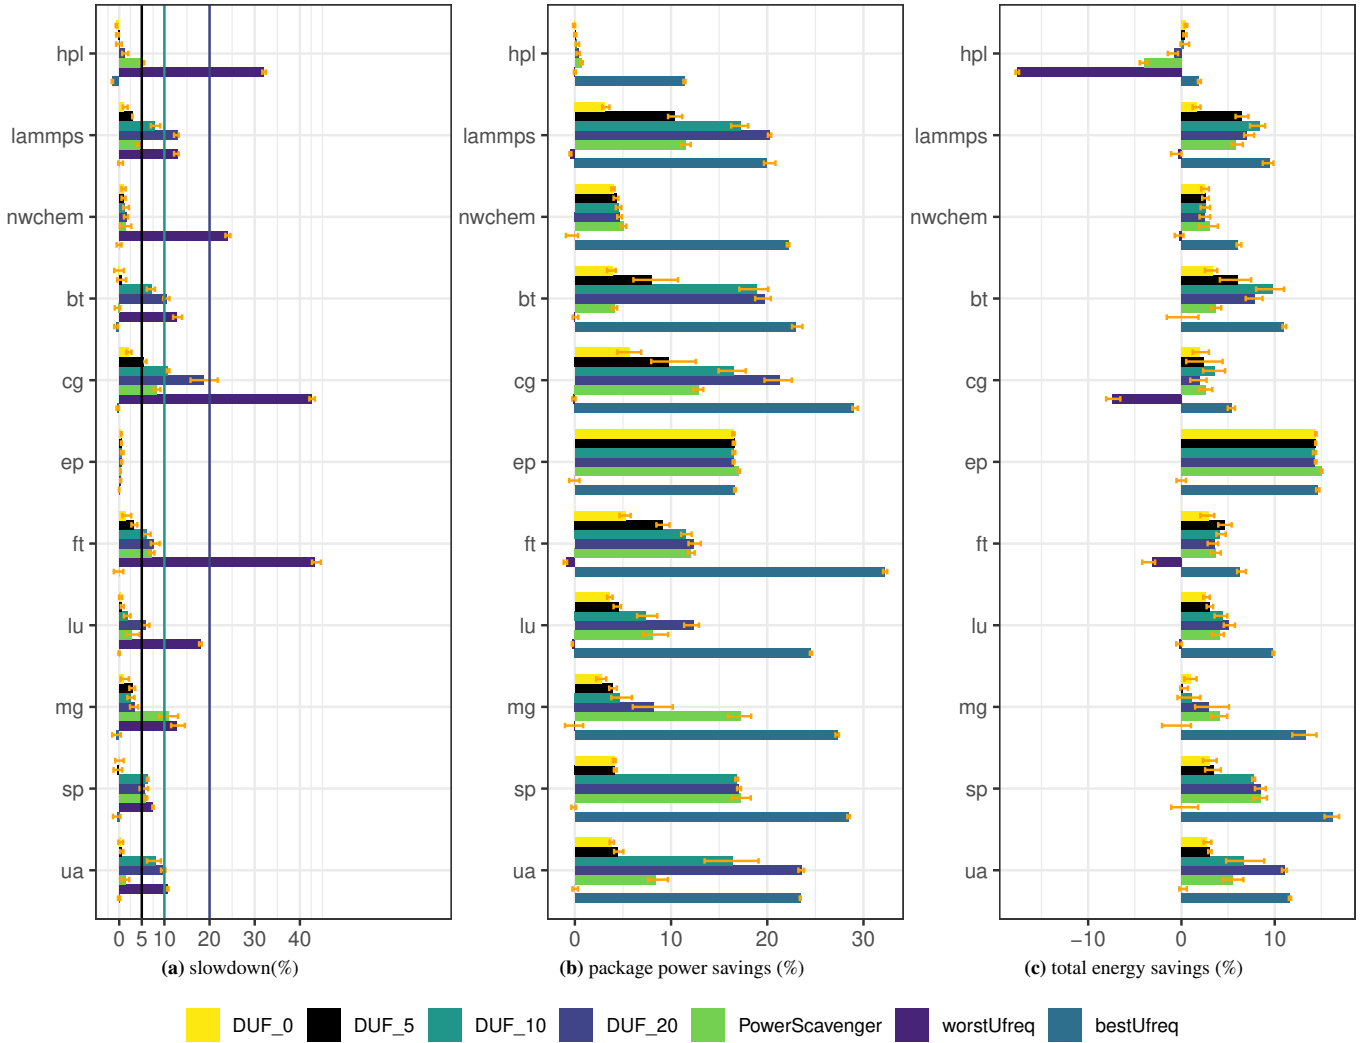 hpl
lammps
nwchem
bt
cg
ep
ft
lu
mg
sp
ua
0 5 10 20 30 40
(a) slowdown(%)
hpl
lammps
nwchem
bt
cg
ep
ft
lu
mg
sp
ua
0 10 20 30
(b) package power savings (%)
hpl
lammps
nwchem
bt
cg
ep
ft
lu
mg
sp
ua
−10 0 10
(c) total energy savings (%)
DUF_0 DUF_5 DUF_10 DUF_20 PowerScavenger worstUfreq bestUfreq